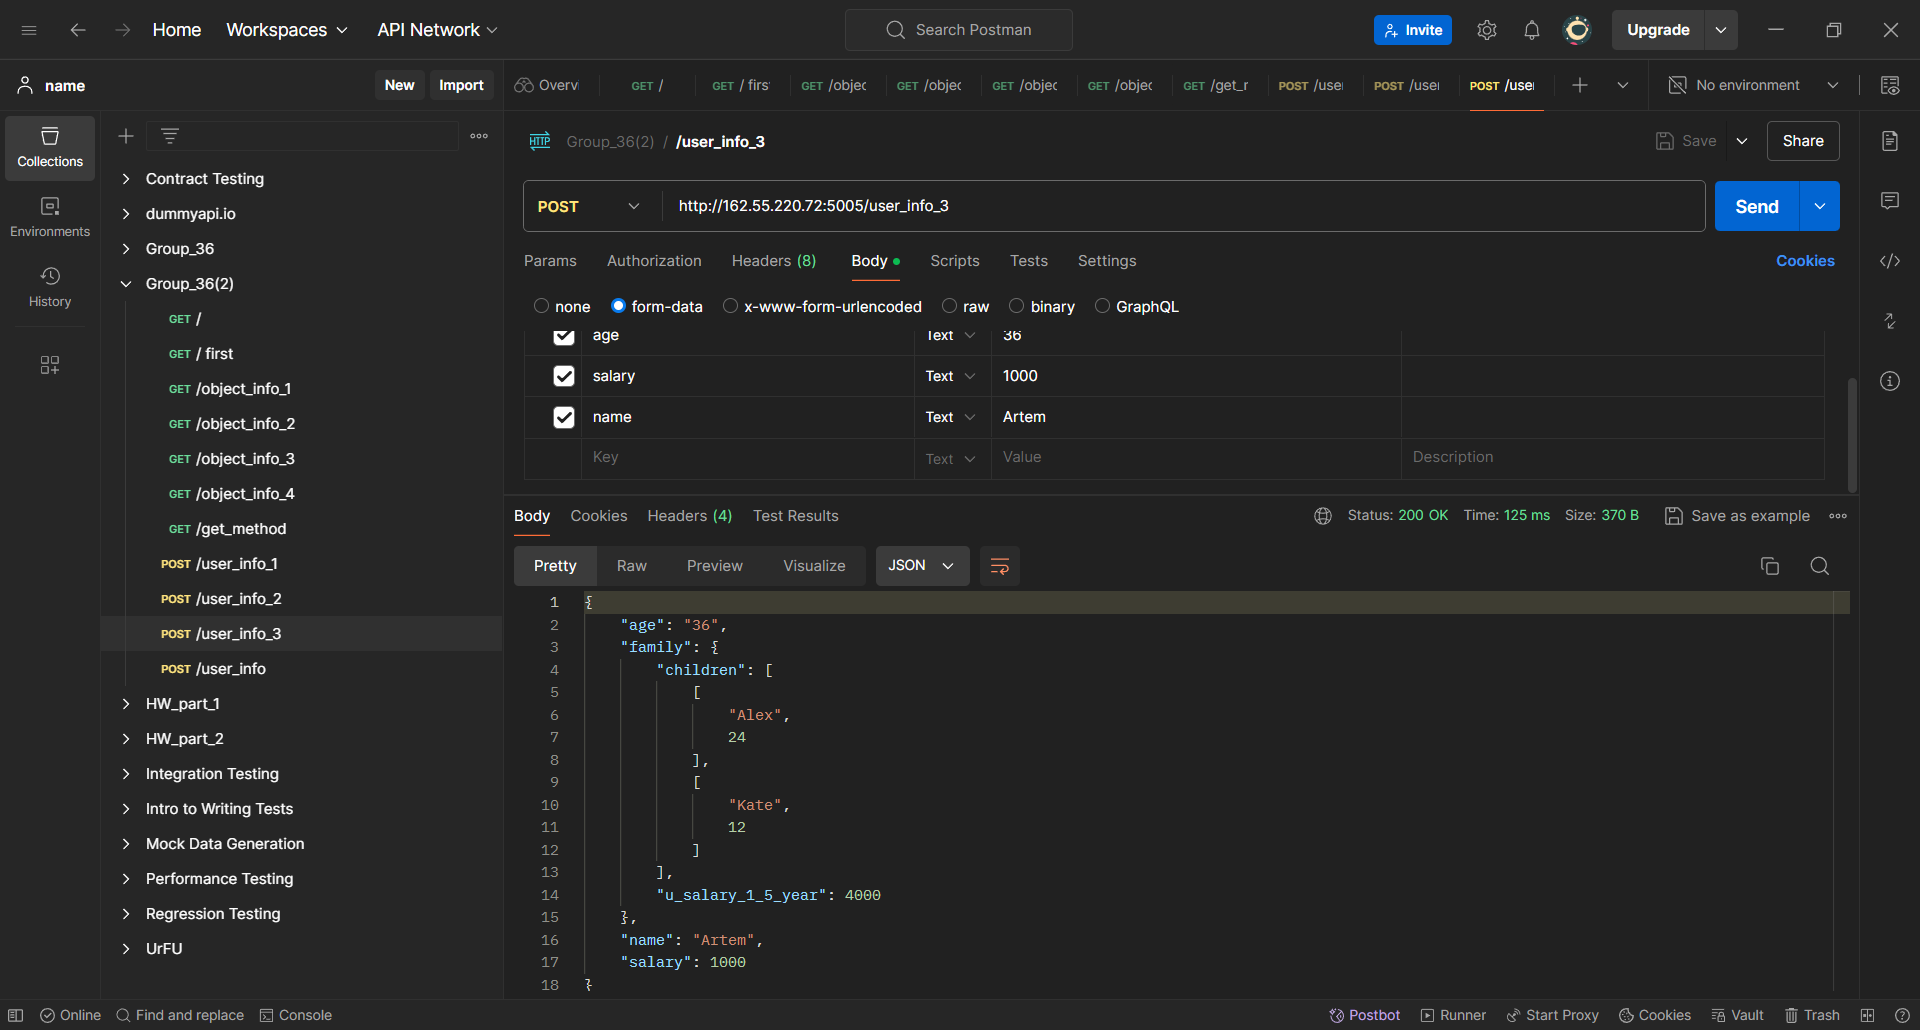 Home Workspaces API Network Search Postman Invite Upgrade
name New Import Overvi GET / GET / firs GET /objec GET /objec GET /objec GET /objec GET /get_r POST /user POST /user POST /user No environment
Collections
Environments
History
Contract Testing
dummyapi.io
Group_36
Group_36(2)
GET /
GET / first
GET /object_info_1
GET /object_info_2
GET /object_info_3
GET /object_info_4
GET /get_method
POST /user_info_1
POST /user_info_2
POST /user_info_3
POST /user_info
HW_part_1
HW_part_2
Integration Testing
Intro to Writing Tests
Mock Data Generation
Performance Testing
Regression Testing
UrFU
HTTP Group_36(2) / /user_info_3 Save Share
POST http://162.55.220.72:5005/user_info_3 Send
Params Authorization Headers (8) Body Scripts Tests Settings Cookies
none form-data x-www-form-urlencoded raw binary GraphQL
age Text 36
salary Text 1000
name Text Artem
Key Text Value Description
Body Cookies Headers (4) Test Results Status: 200 OK Time: 125 ms Size: 370 B Save as example
Pretty Raw Preview Visualize JSON
1 {
2 "age": "36",
3 "family": {
4 "children": [
5 [
6 "Alex",
7 24
8 ],
9 [
10 "Kate",
11 12
12 ]
13 ],
14 "u_salary_1_5_year": 4000
15 },
16 "name": "Artem",
17 "salary": 1000
18 }
Online Find and replace Console Postbot Runner Start Proxy Cookies Vault Trash